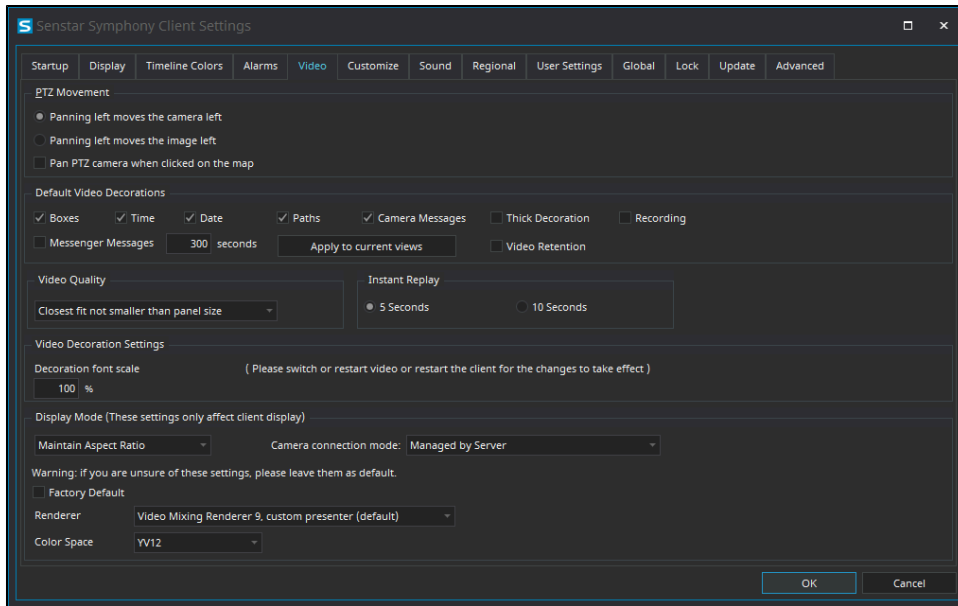 Senstar Symphony Client Settings
Startup Display Timeline Colors Alarms Video Customize Sound Regional User Settings Global Lock Update Advanced
PTZ Movement
Panning left moves the camera left
Panning left moves the image left
Pan PTZ camera when clicked on the map
Default Video Decorations
Boxes Time Date Paths Camera Messages Thick Decoration Recording
Messenger Messages 300 seconds Apply to current views Video Retention
Video Quality Instant Replay
Closest fit not smaller than panel size 5 Seconds 10 Seconds
Video Decoration Settings
Decoration font scale ( Please switch or restart video or restart the client for the changes to take effect )
100 %
Display Mode (These settings only affect client display)
Maintain Aspect Ratio Camera connection mode: Managed by Server
Warning: if you are unsure of these settings, please leave them as default.
Factory Default
Renderer Video Mixing Renderer 9, custom presenter (default)
Color Space YV12
OK Cancel